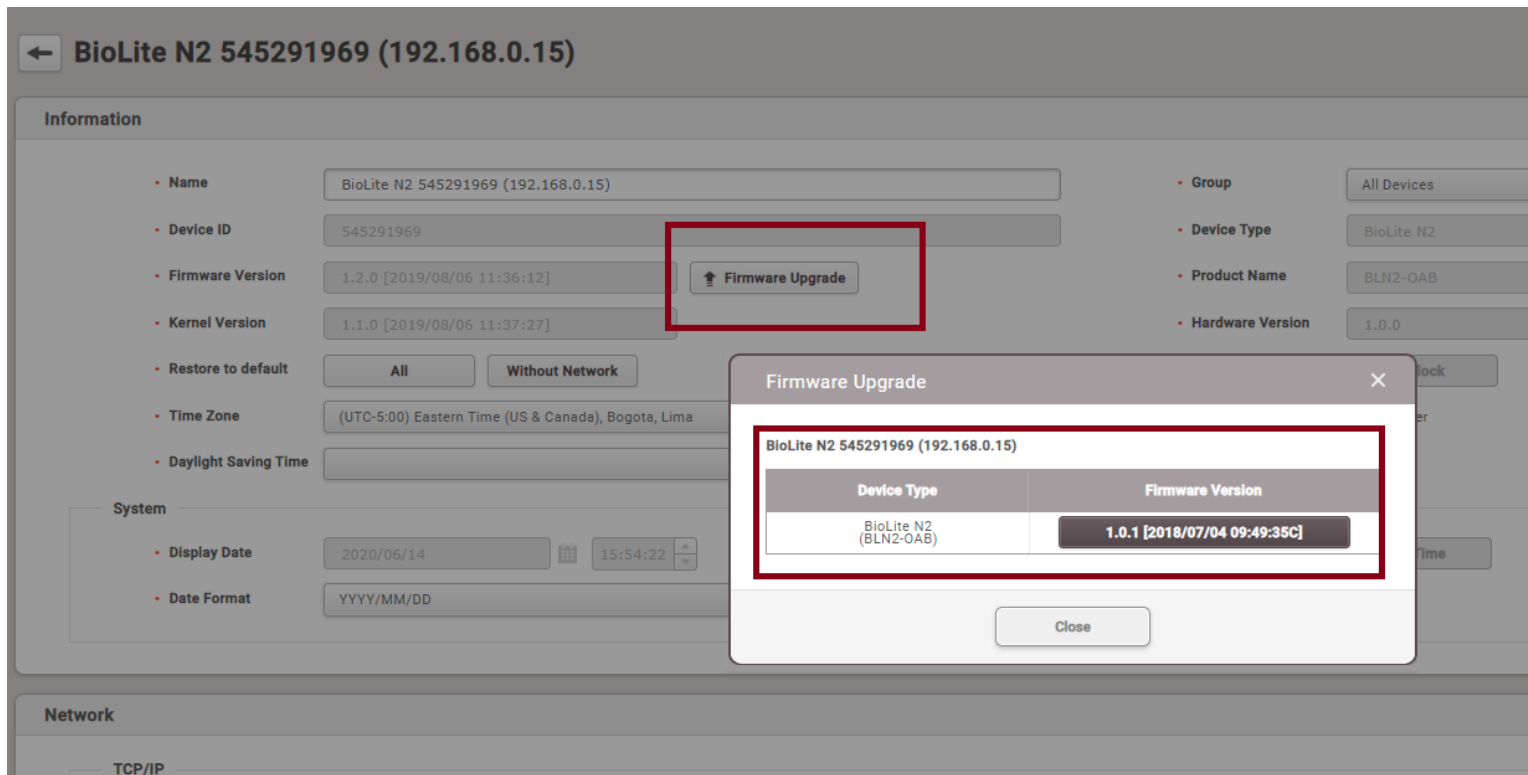 BioLite N2 545291969 (192.168.0.15)
Information
Name BioLite N2 545291969 (192.168.0.15) Group All Devices
Device ID 545291969 Device Type BioLite N2
Firmware Version 1.2.0 [2019/08/06 11:36:12] Firmware Upgrade Product Name BLN2-OAB
Kernel Version 1.1.0 [2019/08/06 11:37:27] Hardware Version 1.0.0
Restore to default All Without Network
Time Zone (UTC-5:00) Eastern Time (US & Canada), Bogota, Lima
Daylight Saving Time
System
Display Date 2020/06/14 15:54:22
Date Format YYYY/MM/DD
Firmware Upgrade
BioLite N2 545291969 (192.168.0.15)
Device Type Firmware Version
BioLite N2
(BLN2-OAB)
1.0.1 [2018/07/04 09:49:35C]
Close
Network
TCP/IP